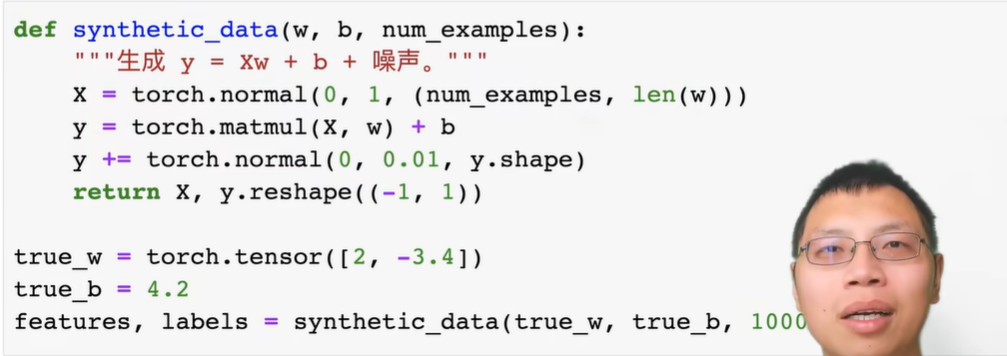 def synthetic_data(w, b, num_examples):
    """生成 y = Xw + b + 噪声。"""
    X = torch.normal(0, 1, (num_examples, len(w)))
    y = torch.matmul(X, w) + b
    y += torch.normal(0, 0.01, y.shape)
    return X, y.reshape((-1, 1))

true_w = torch.tensor([2, -3.4])
true_b = 4.2
features, labels = synthetic_data(true_w, true_b, 1000